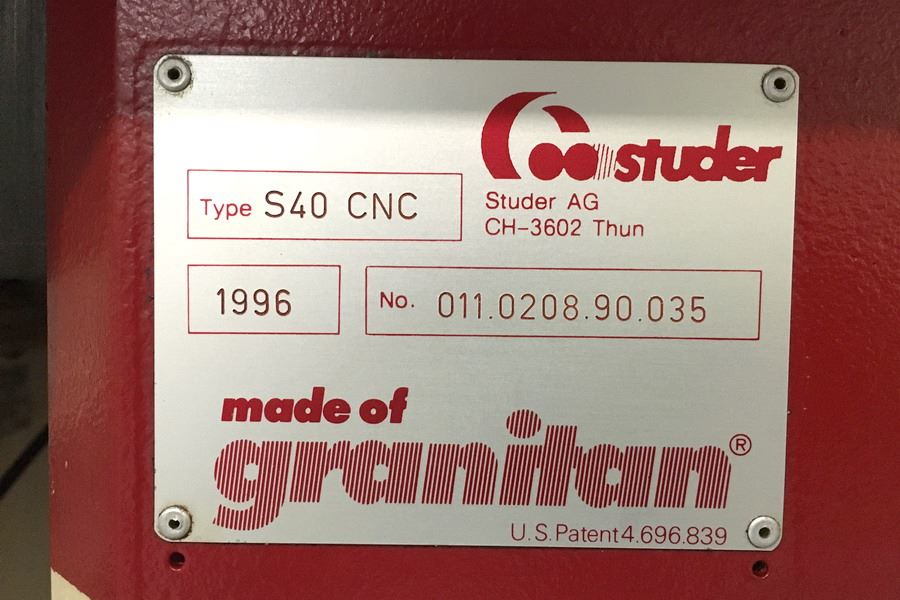 studer
Studer AG
CH-3602 Thun
Type S40 CNC
1996
No. 011.0208.90.035
made of
granitan®
U.S. Patent 4.696.839